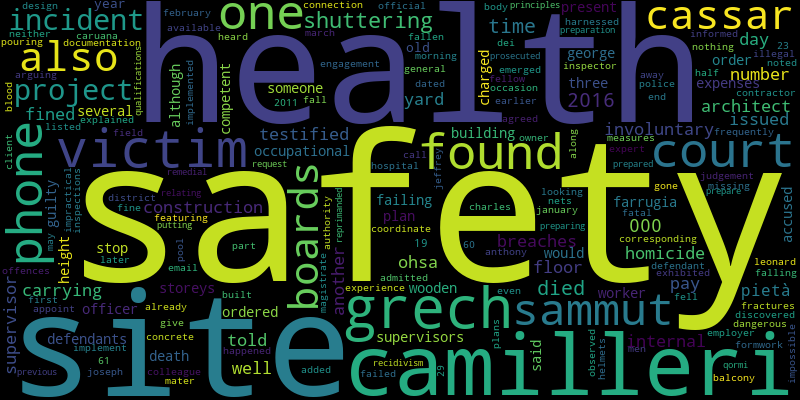 design connection official body principles
year february available health one cassar
incident neither caruana heard march fallen harnessed preparation present informed nothing 23
pouring documentation shuttering time dei emerged occasion george inspector illegal noted
also although someone old morning charged three order day
arguing implemented competent engagement general fellow half police end away number
project qualifications 2011 fall dated earlier 2016 expenses contractor
blood fined several yard agreed issued architect
listed explained testified building owner along involuntary frequently
client phone victim field occupational found measures expert court
may guilty impractical inspections remedial request hospital call jeffrey prepared judgement missing prepare
district relating safety looking gone farrugia accused
construction boards failing charles nets january fatal
fine featuring putting plan preparing 000 corresponding
height stop pool part authority reprimanded coordinate 19 60 anthony would breaches
later email another magistrate ohsa floor homicide defendant leonard
offences storeys admitted exhibited falling
carrying experience wooden even died worker fell pay pietà
supervisor first appoint officer built ordered grech sammut discovered fractures
already concrete give internal employer dangerous
site defendants told supervisors plans said formwork impossible
implement death happened well camilleri observed helmets men
61 colleague added recidivism 29 qormi
previous joseph mater failed balcony